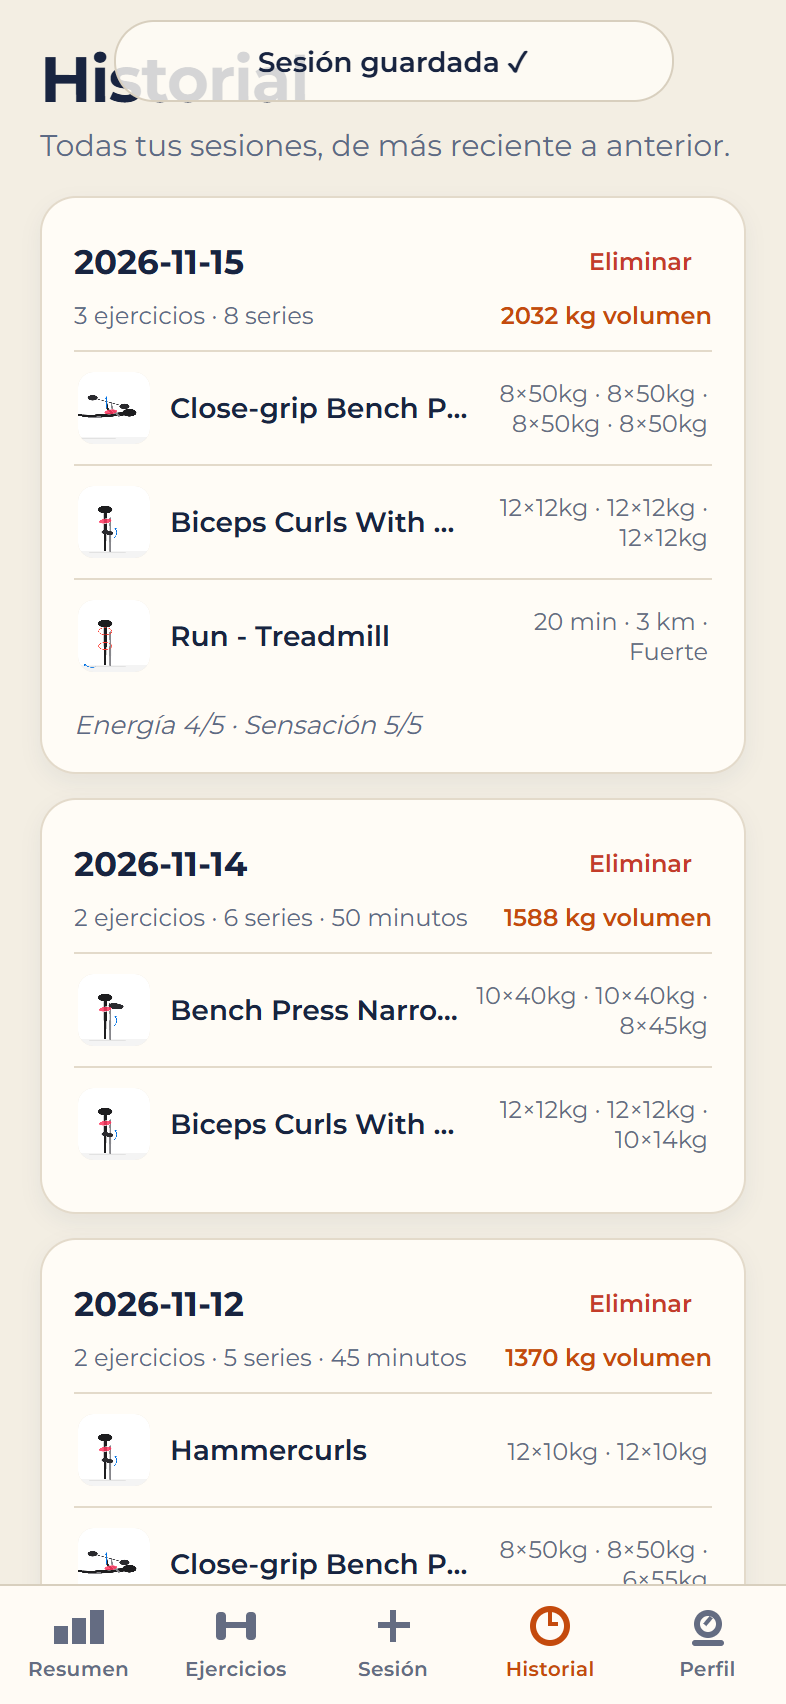 Historial
Sesión guardada ✓
Todas tus sesiones, de más reciente a anterior.
2026-11-15
Eliminar
3 ejercicios · 8 series
2032 kg volumen
Close-grip Bench P...
8×50kg · 8×50kg ·
8×50kg · 8×50kg
Biceps Curls With ...
12×12kg · 12×12kg ·
12×12kg
Run - Treadmill
20 min · 3 km ·
Fuerte
Energía 4/5 · Sensación 5/5
2026-11-14
Eliminar
2 ejercicios · 6 series · 50 minutos
1588 kg volumen
Bench Press Narro...
10×40kg · 10×40kg ·
8×45kg
Biceps Curls With ...
12×12kg · 12×12kg ·
10×14kg
2026-11-12
Eliminar
2 ejercicios · 5 series · 45 minutos
1370 kg volumen
Hammercurls
12×10kg · 12×10kg
Close-grip Bench P...
8×50kg · 8×50kg ·
6×55kg
Resumen
Ejercicios
Sesión
Historial
Perfil